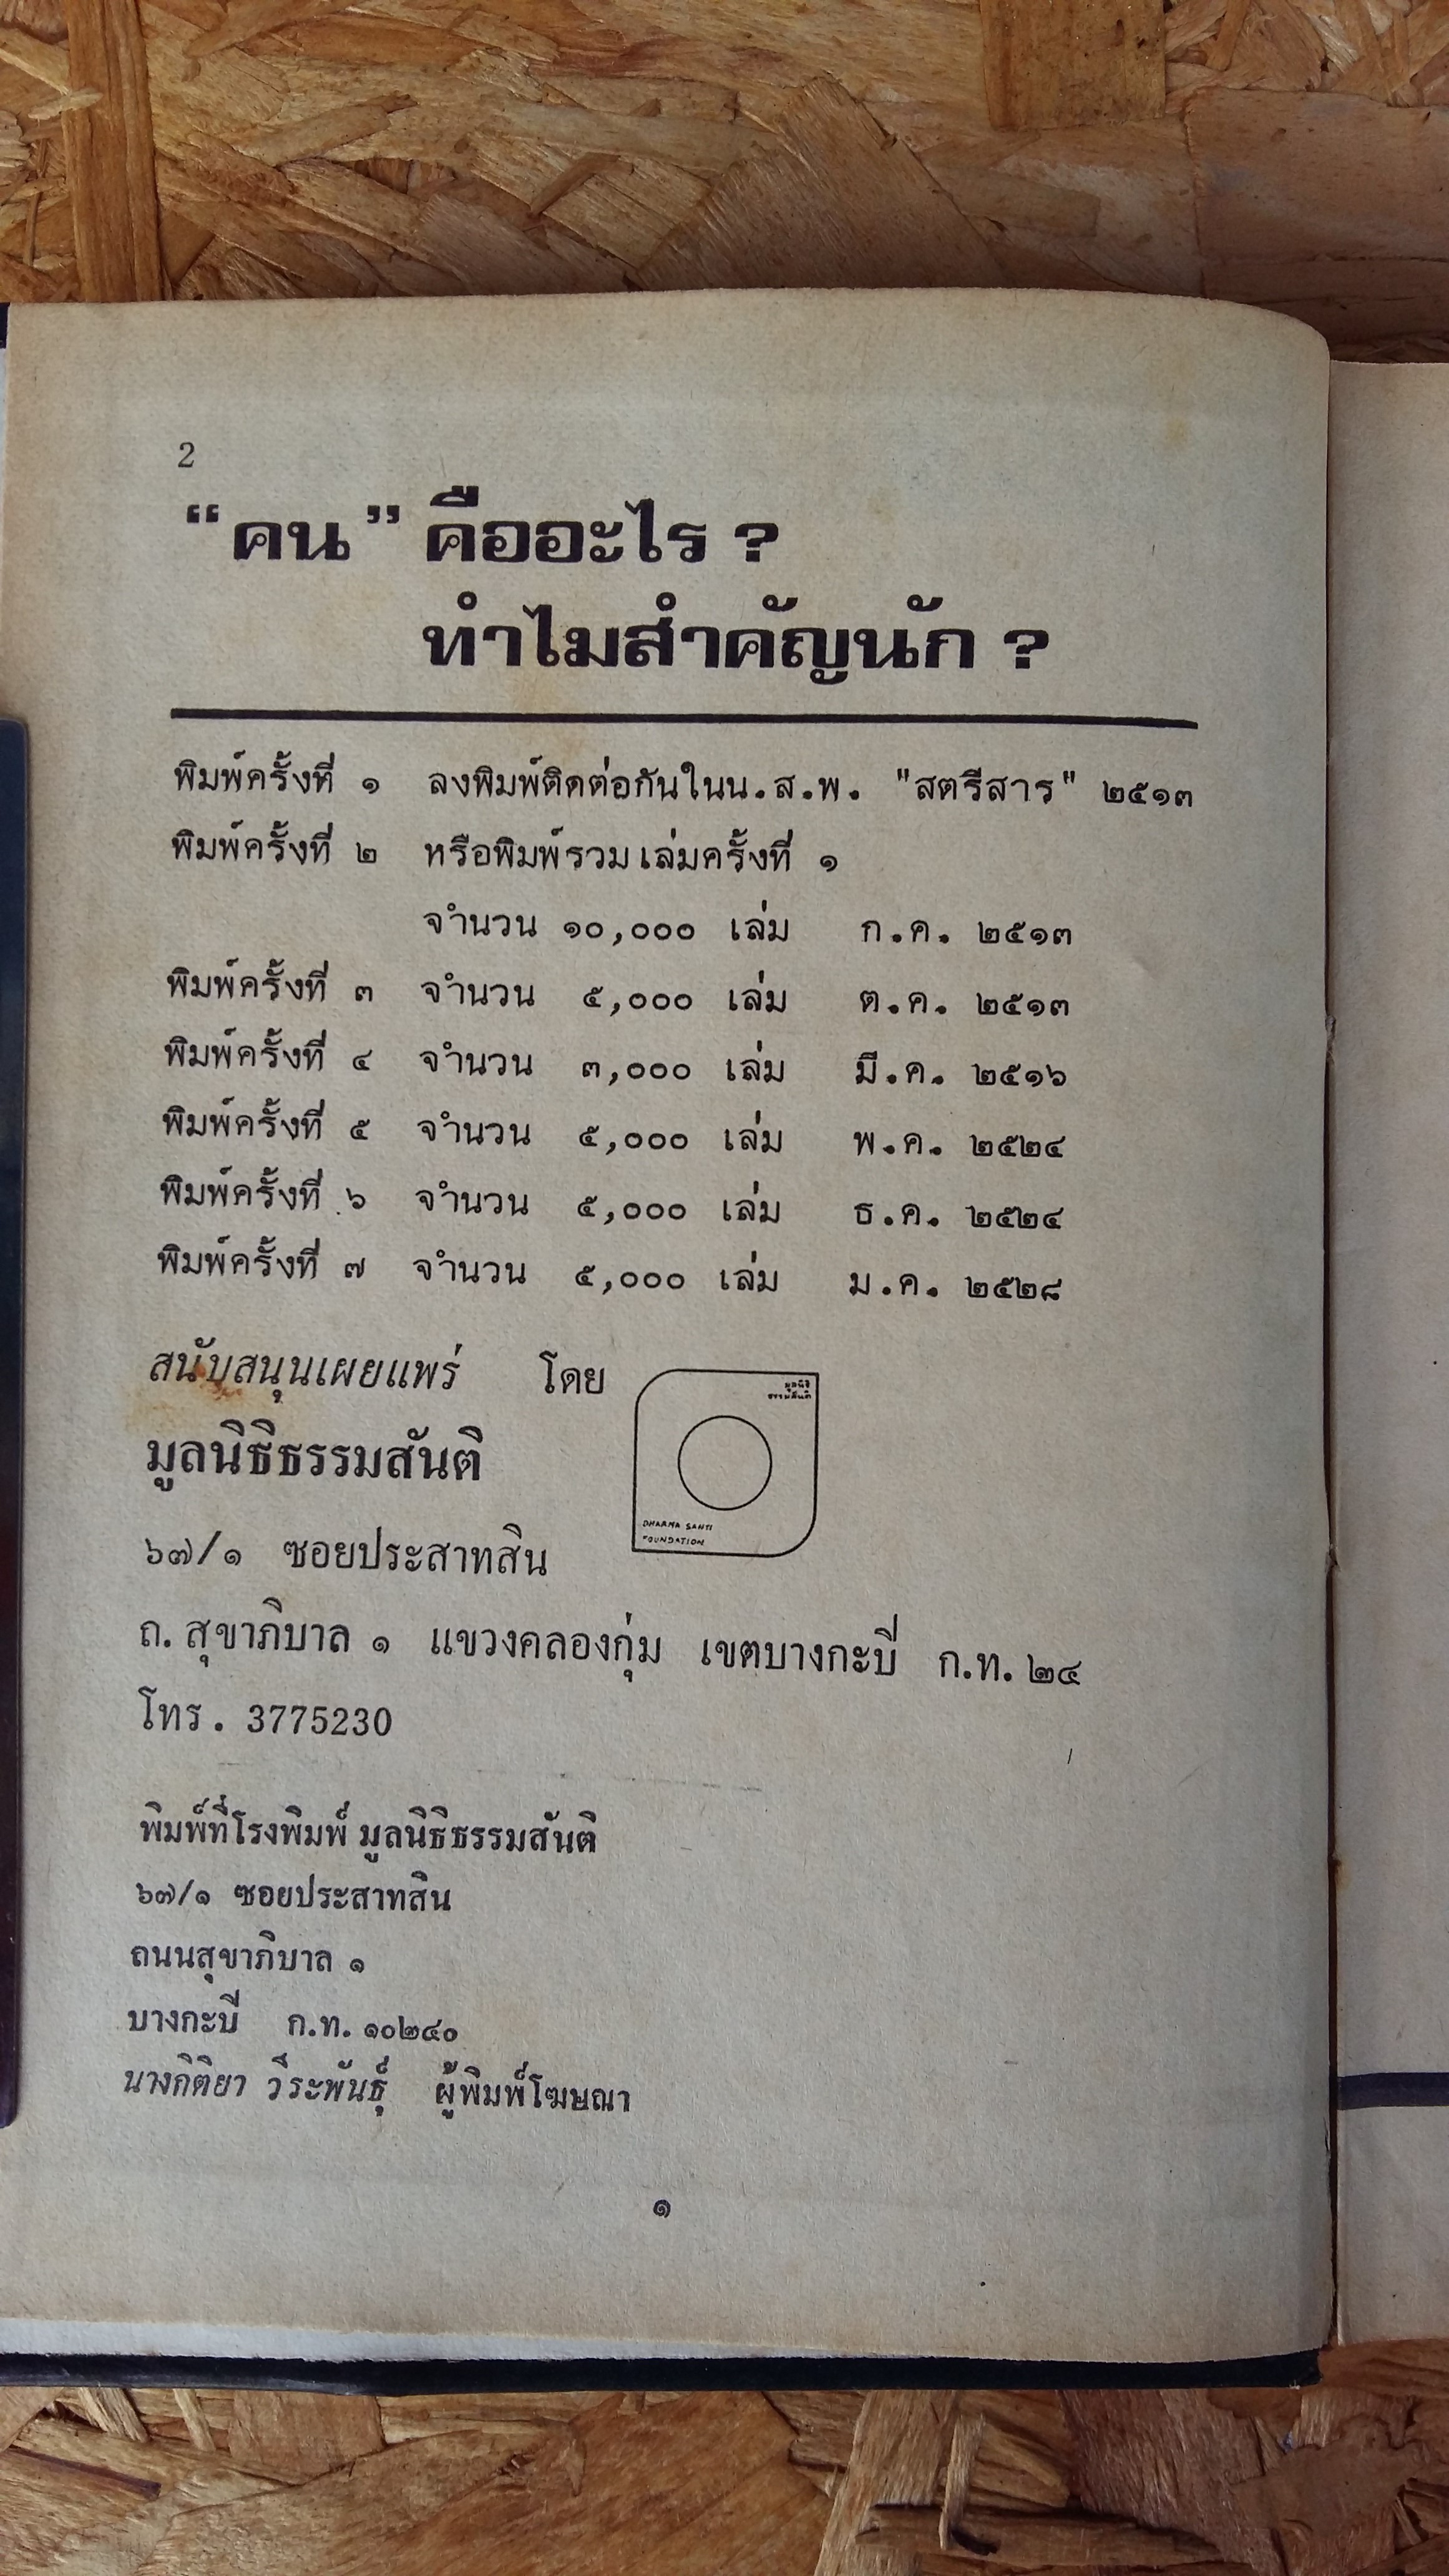 2
“คน” คืออะไร ?
ทำไมสำคัญนัก ?
พิมพ์ครั้งที่ ๑ ลงพิมพ์ติดต่อกันในน.ส.พ. "สตรีสาร" ๒๕๑๓
พิมพ์ครั้งที่ ๒ หรือพิมพ์รวมเล่มครั้งที่ ๑
จำนวน ๑๐,๐๐๐ เล่ม ก.ค. ๒๕๑๓
พิมพ์ครั้งที่ ๓ จำนวน ๕,๐๐๐ เล่ม ต.ค. ๒๕๑๓
พิมพ์ครั้งที่ ๔ จำนวน ๓,๐๐๐ เล่ม มี.ค. ๒๕๑๖
พิมพ์ครั้งที่ ๕ จำนวน ๕,๐๐๐ เล่ม พ.ค. ๒๕๒๔
พิมพ์ครั้งที่ ๖ จำนวน ๕,๐๐๐ เล่ม ธ.ค. ๒๕๒๔
พิมพ์ครั้งที่ ๗ จำนวน ๕,๐๐๐ เล่ม ม.ค. ๒๕๒๘
สนับสนุนเผยแพร่ โดย
มูลนิธิ
ธรรมสันติ
มูลนิธิธรรมสันติ
DHARMA SANTI
FOUNDATION
๖๗/๑ ซอยประสาทสิน
ถ. สุขาภิบาล ๑ แขวงคลองกุ่ม เขตบางกะปี ก.ท. ๒๔
โทร. 3775230
พิมพ์ที่โรงพิมพ์ มูลนิธิธรรมสันติ
๖๗/๑ ซอยประสาทสิน
ถนนสุขาภิบาล ๑
บางกะปี ก.ท. ๑๐๒๔๐
นางกิติยา วีระพันธุ์ ผู้พิมพ์โฆษณา
๑